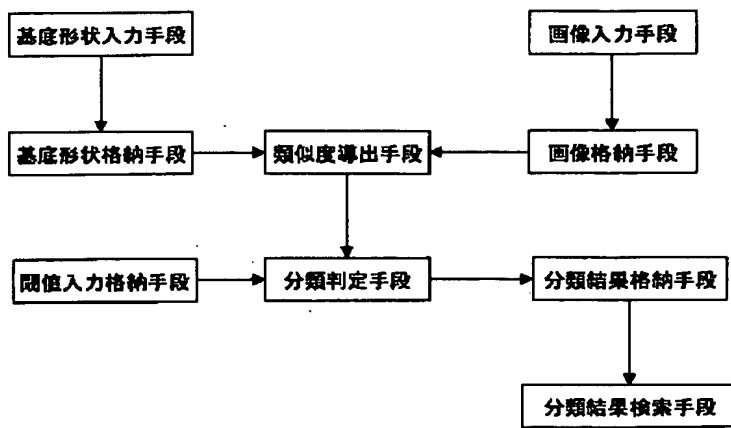 基底形状入力手段
画像入力手段
基底形状格納手段
類似度導出手段
画像格納手段
閾値入力格納手段
分類判定手段
分類結果格納手段
分類結果検索手段